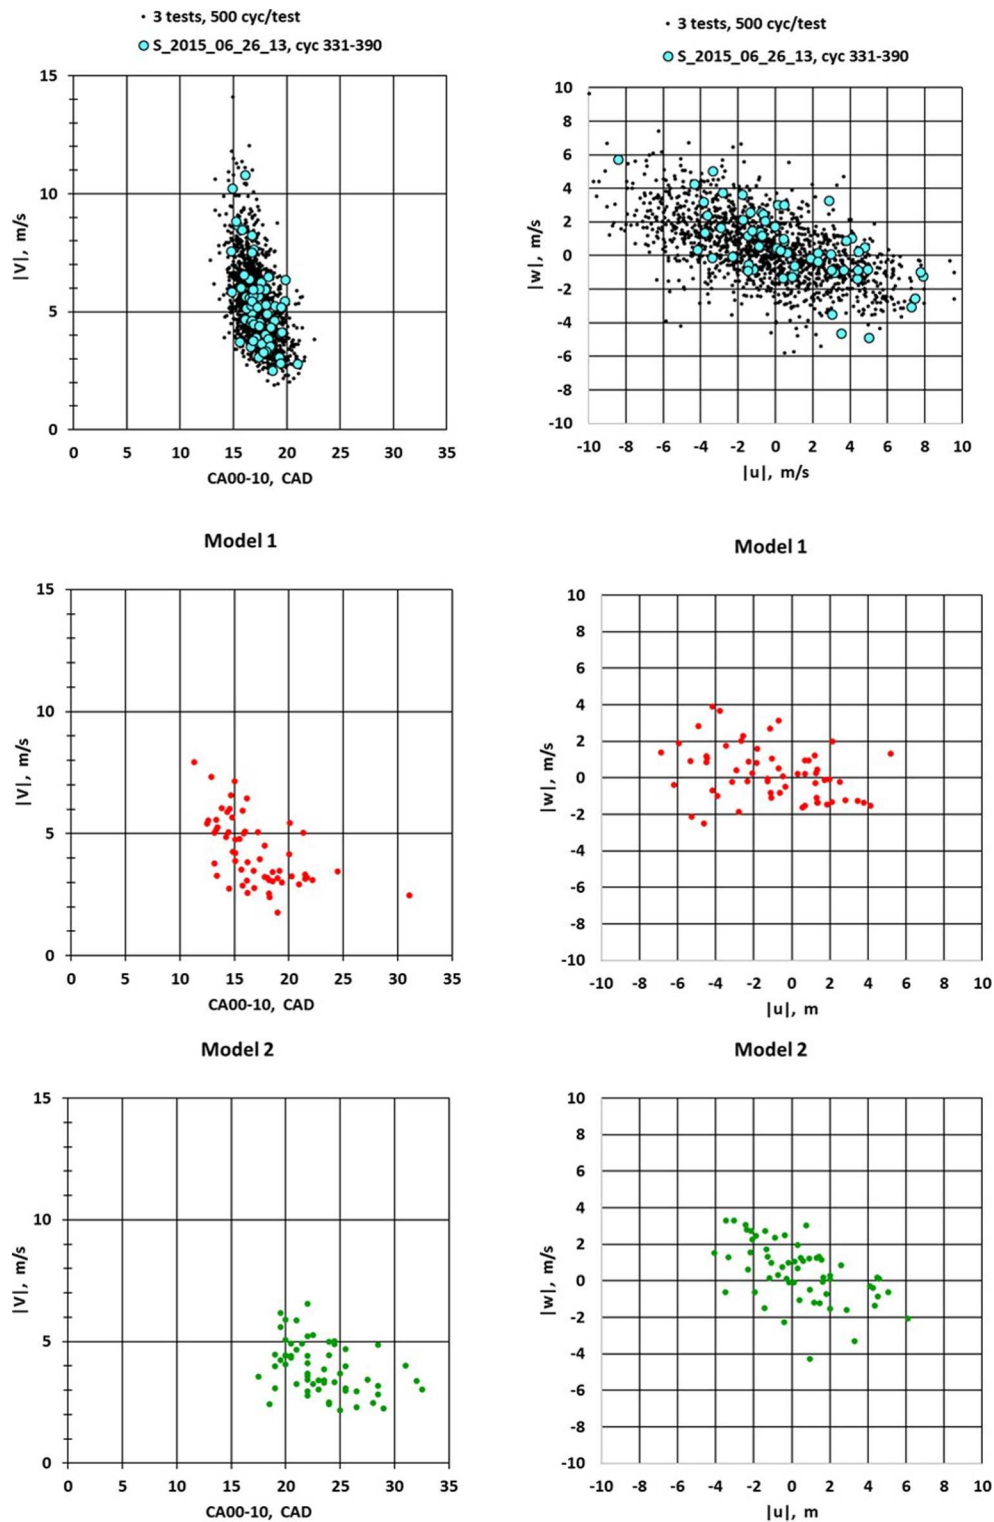 3 tests, 500 cyc/test
S_2015_06_26_13, cyc 331-390
15
10
5
0
|V|, m/s
0 5 10 15 20 25 30 35
CA00-10, CAD
3 tests, 500 cyc/test
S_2015_06_26_13, cyc 331-390
10
8
6
4
2
0
-2
-4
-6
-8
-10
|w|, m/s
-10 -8 -6 -4 -2 0 2 4 6 8 10
|u|, m/s
Model 1
15
10
5
0
|V|, m/s
0 5 10 15 20 25 30 35
CA00-10, CAD
Model 1
10
8
6
4
2
0
-2
-4
-6
-8
-10
|w|, m/s
-10 -8 -6 -4 -2 0 2 4 6 8 10
|u|, m
Model 2
15
10
5
0
|V|, m/s
0 5 10 15 20 25 30 35
CA00-10, CAD
Model 2
10
8
6
4
2
0
-2
-4
-6
-8
-10
|w|, m/s
-10 -8 -6 -4 -2 0 2 4 6 8 10
|u|, m